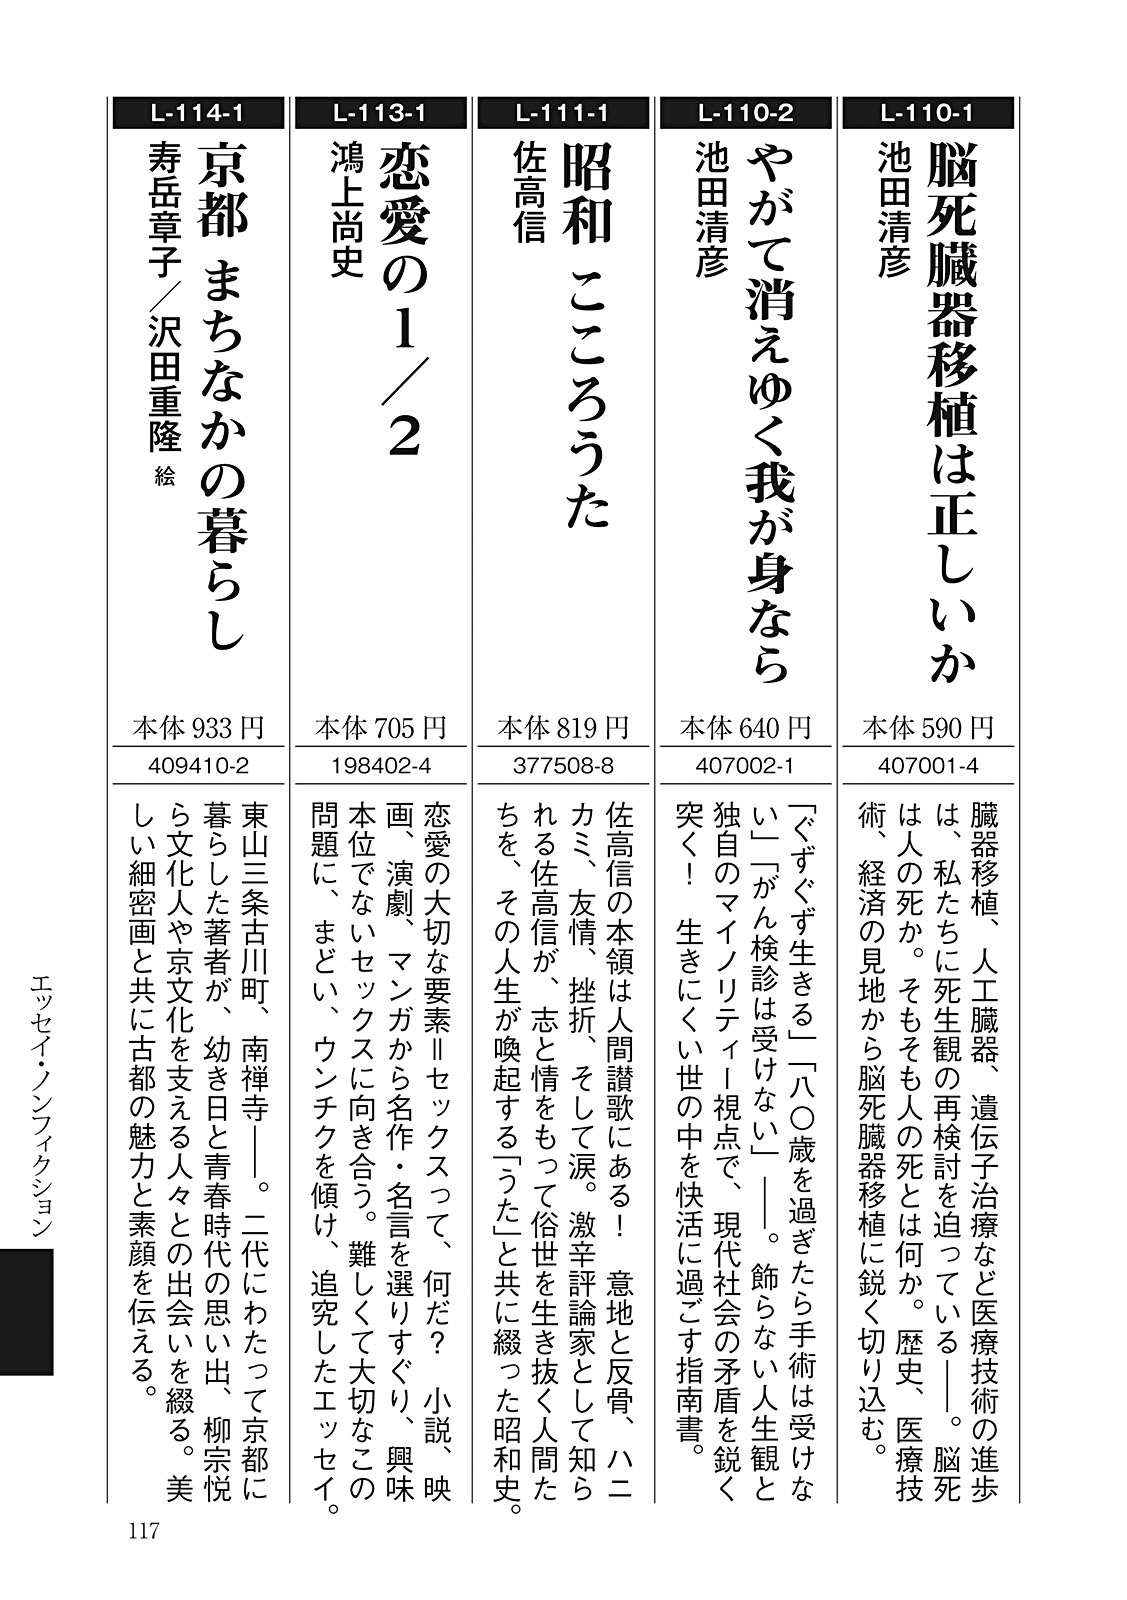 L-110-1
脳死臓器移植は正しいか
池田清彦
本体 590 円
407001-4
臓器移植、人工臓器、遺伝子治療など医療技術の進歩
は、私たちに死生観の再検討を迫っている――。脳死
は人の死か。そもそも人の死とは何か。歴史、医療技
術、経済の見地から脳死臓器移植に鋭く切り込む。
L-110-2
やがて消えゆく我が身なら
池田清彦
本体 640 円
407002-1
「ぐずぐず生きる」「八〇歳を過ぎたら手術は受けな
い」「がん検診は受けない」――。飾らない人生観と
独自のマイノリティー視点で、現代社会の矛盾を鋭く
突く！　生きにくい世の中を快活に過ごす指南書。
L-111-1
昭和 こころうた
佐高信
本体 819 円
377508-8
佐高信の本領は人間讃歌にある！　意地と反骨、ハニ
カミ、友情、挫折、そして涙。激辛評論家として知ら
れる佐高信が、志と情をもって俗世を生き抜く人間た
ちを、その人生が喚起する「うた」と共に綴った昭和史。
L-113-1
恋愛の1／2
鴻上尚史
本体 705 円
198402-4
恋愛の大切な要素＝セックスって、何だ？　小説、映
画、演劇、マンガから名作・名言を選りすぐり、興味
本位でないセックスに向き合う。難しくて大切なこの
問題に、まどい、ウンチクを傾け、追究したエッセイ。
L-114-1
京都 まちなかの暮らし
寿岳章子／沢田重隆 絵
本体 933 円
409410-2
東山三条古川町、南禅寺――。二代にわたって京都に
暮らした著者が、幼き日と青春時代の思い出、柳宗悦
ら文化人や京文化を支える人々との出会いを綴る。美
しい細密画と共に古都の魅力と素顔を伝える。
エッセイ・ノンフィクション
117